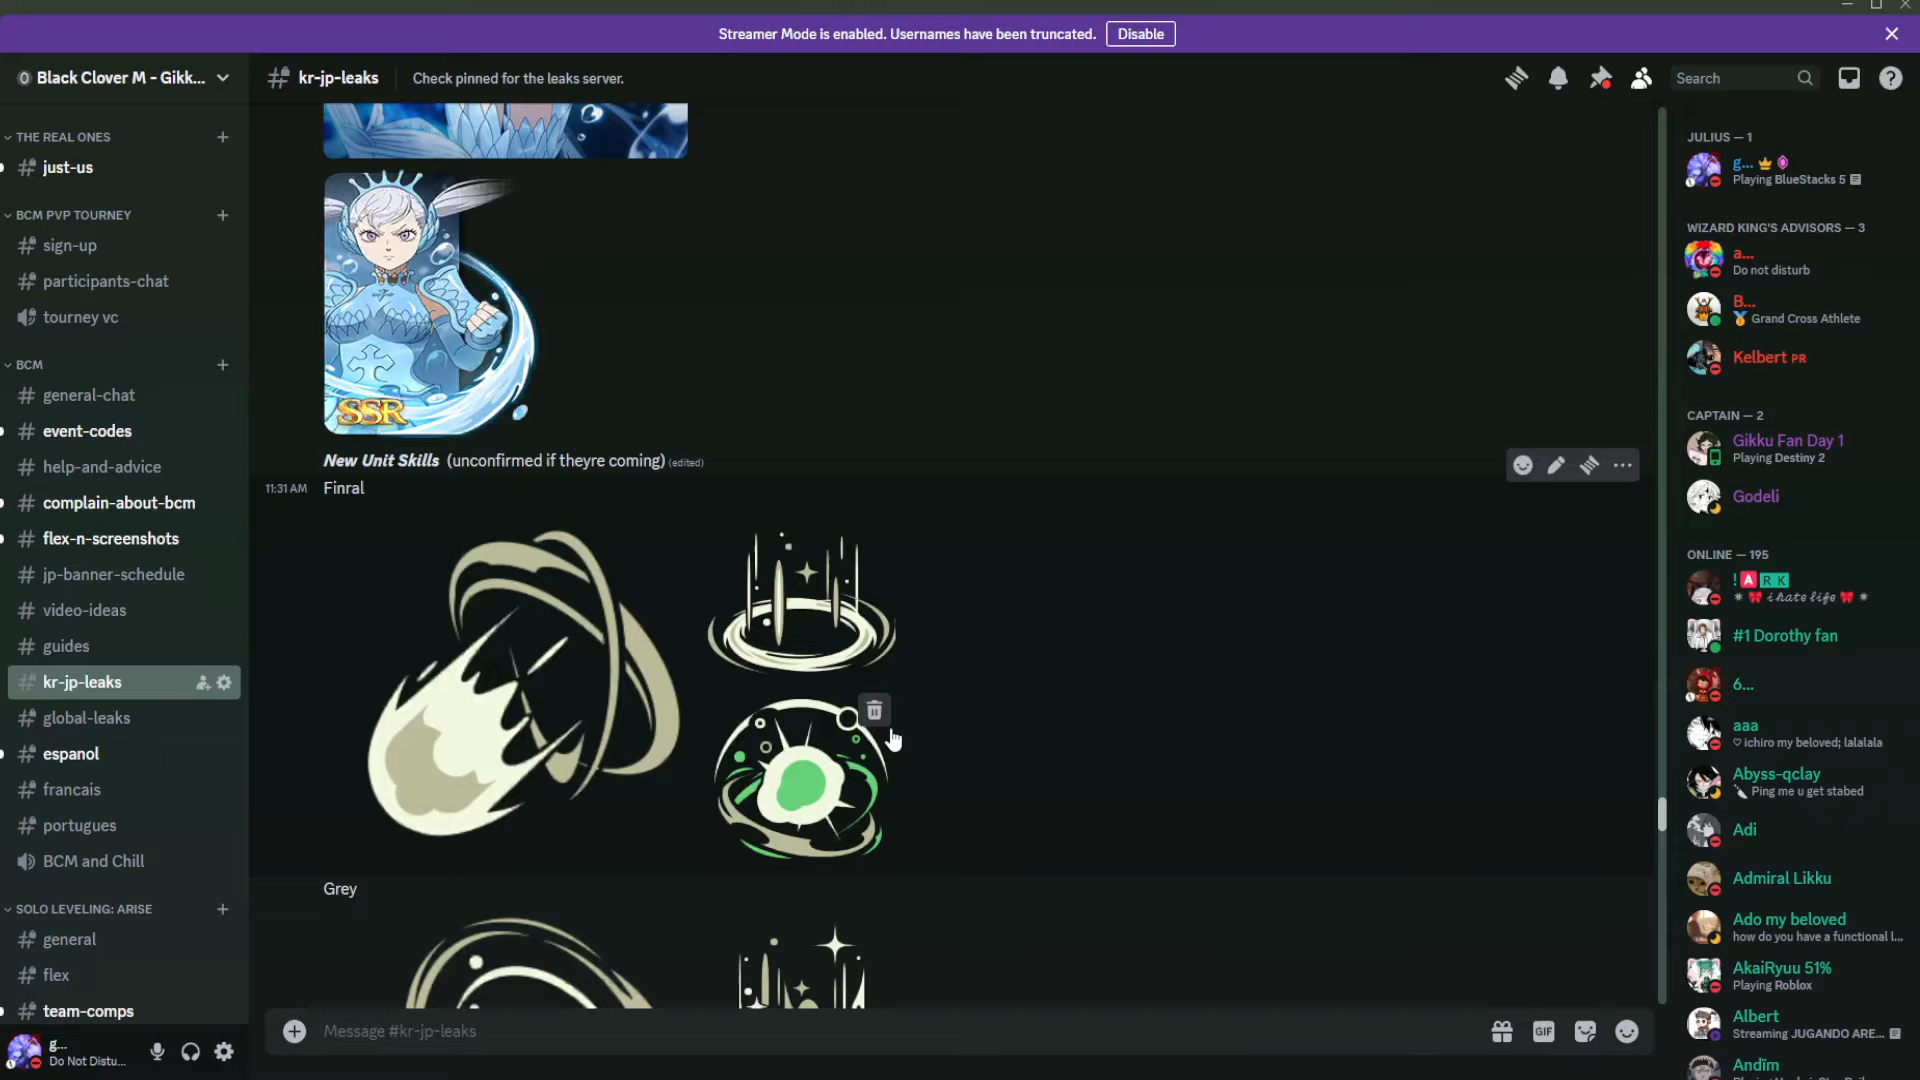 Streamer Mode is enabled. Usernames have been truncated. Disable
Black Clover M - Gikk...
kr-jp-leaks
Check pinned for the leaks server.
Search
THE REAL ONES
just-us
BCM PVP TOURNEY
sign-up
participants-chat
tourney vc
BCM
general-chat
event-codes
help-and-advice
complain-about-bcm
flex-n-screenshots
jp-banner-schedule
video-ideas
guides
kr-jp-leaks
global-leaks
espanol
francais
portugues
BCM and Chill
SOLO LEVELING: ARISE
general
flex
team-comps
g...
Do Not Distu...
SSR
New Unit Skills (unconfirmed if theyre coming) (edited)
11:31 AM Finral
Grey
Message #kr-jp-leaks
GIF
JULIUS — 1
g...
Playing BlueStacks 5
WIZARD KING'S ADVISORS — 3
a...
Do not disturb
B...
Grand Cross Athlete
Kelbert PR
CAPTAIN — 2
Gikku Fan Day 1
Playing Destiny 2
Godeli
ONLINE — 195
! A R K
𝓲 𝓱𝓪𝓽𝓮 𝓵𝓲𝓯𝓮
#1 Dorothy fan
6...
aaa
♡ ichiro my beloved; lalalala
Abyss-qclay
Ping me u get stabed
Adi
Admiral Likku
Ado my beloved
how do you have a functional l...
AkaiRyuu 51%
Playing Roblox
Albert
Streaming JUGANDO ARE...
Andïm